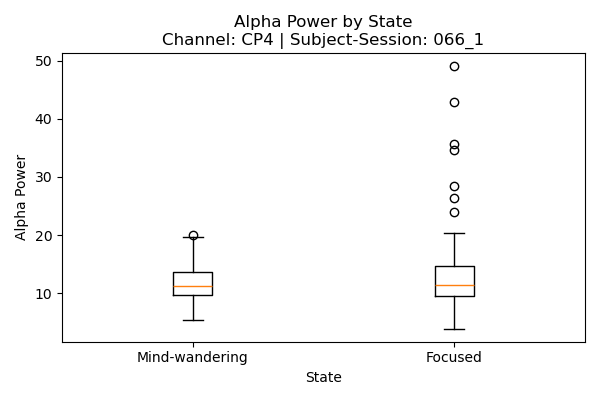 Alpha Power by State
Channel: CP4 | Subject-Session: 066_1
50
40
30
20
10
Alpha Power
Mind-wandering
Focused
State